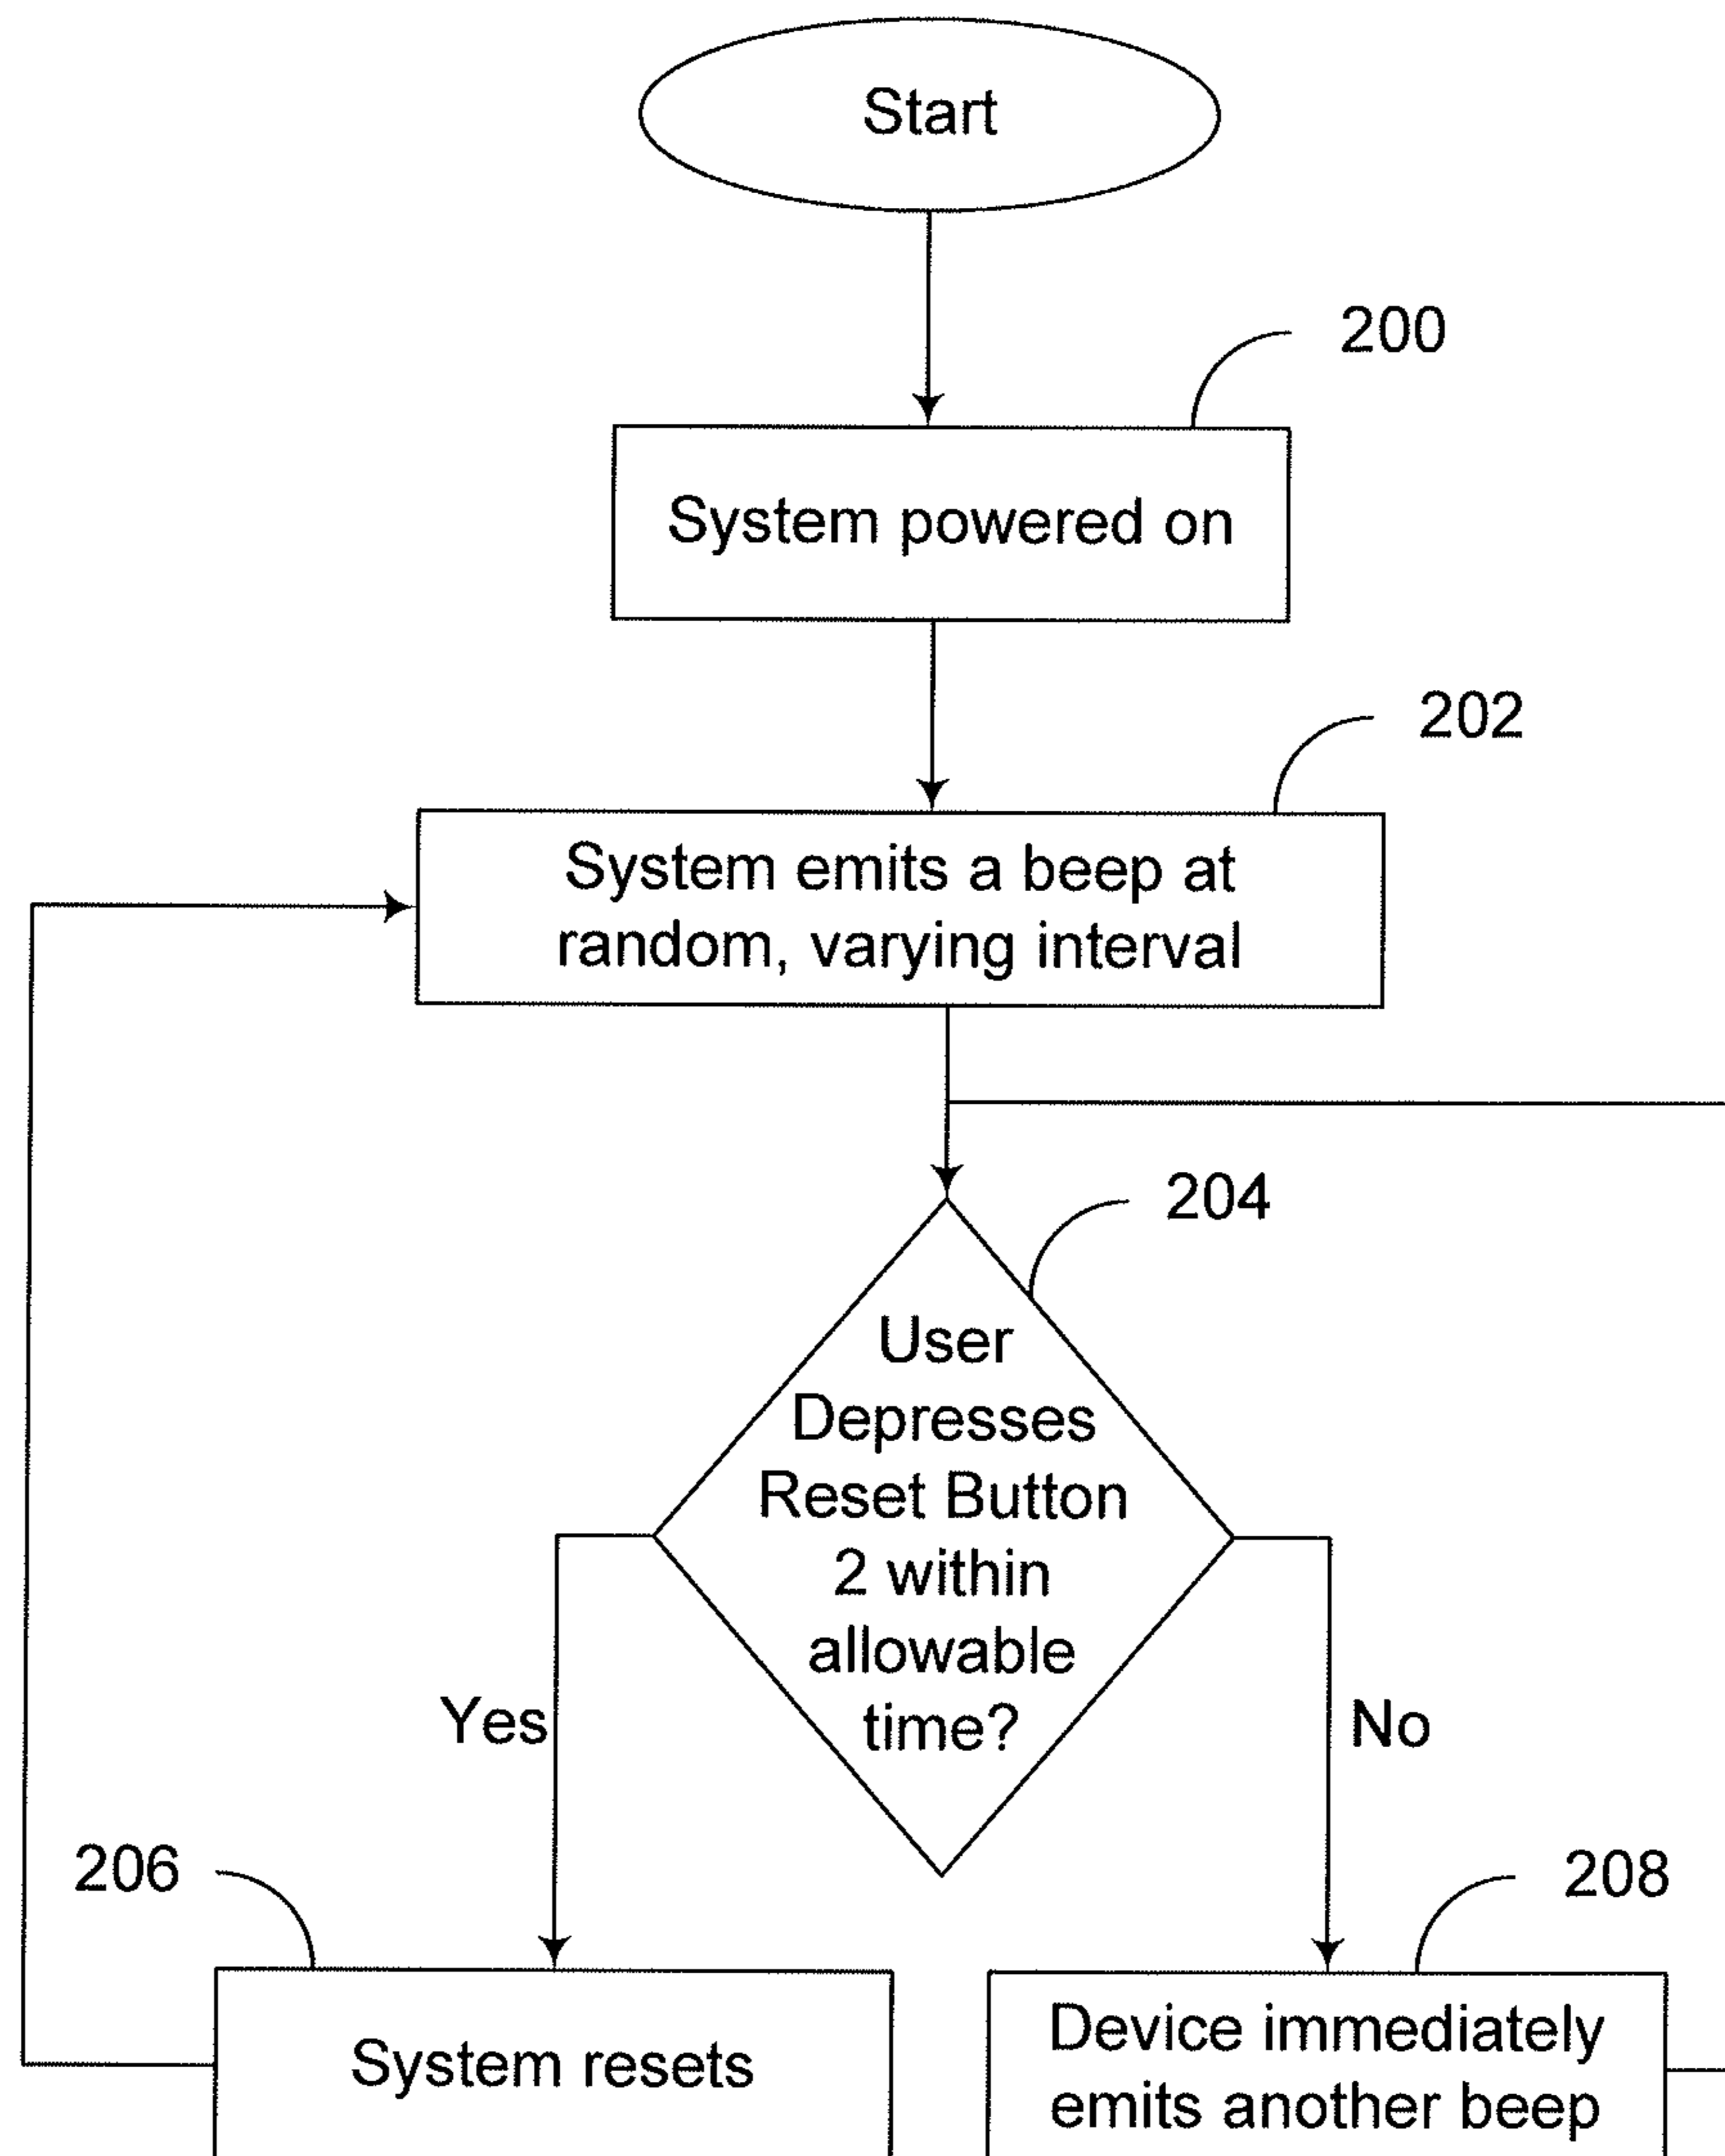 Start
200
System powered on
202
System emits a beep at
random, varying interval
204
User
Depresses
Reset Button
2 within
allowable
time?
Yes
No
206
208
System resets
Device immediately
emits another beep